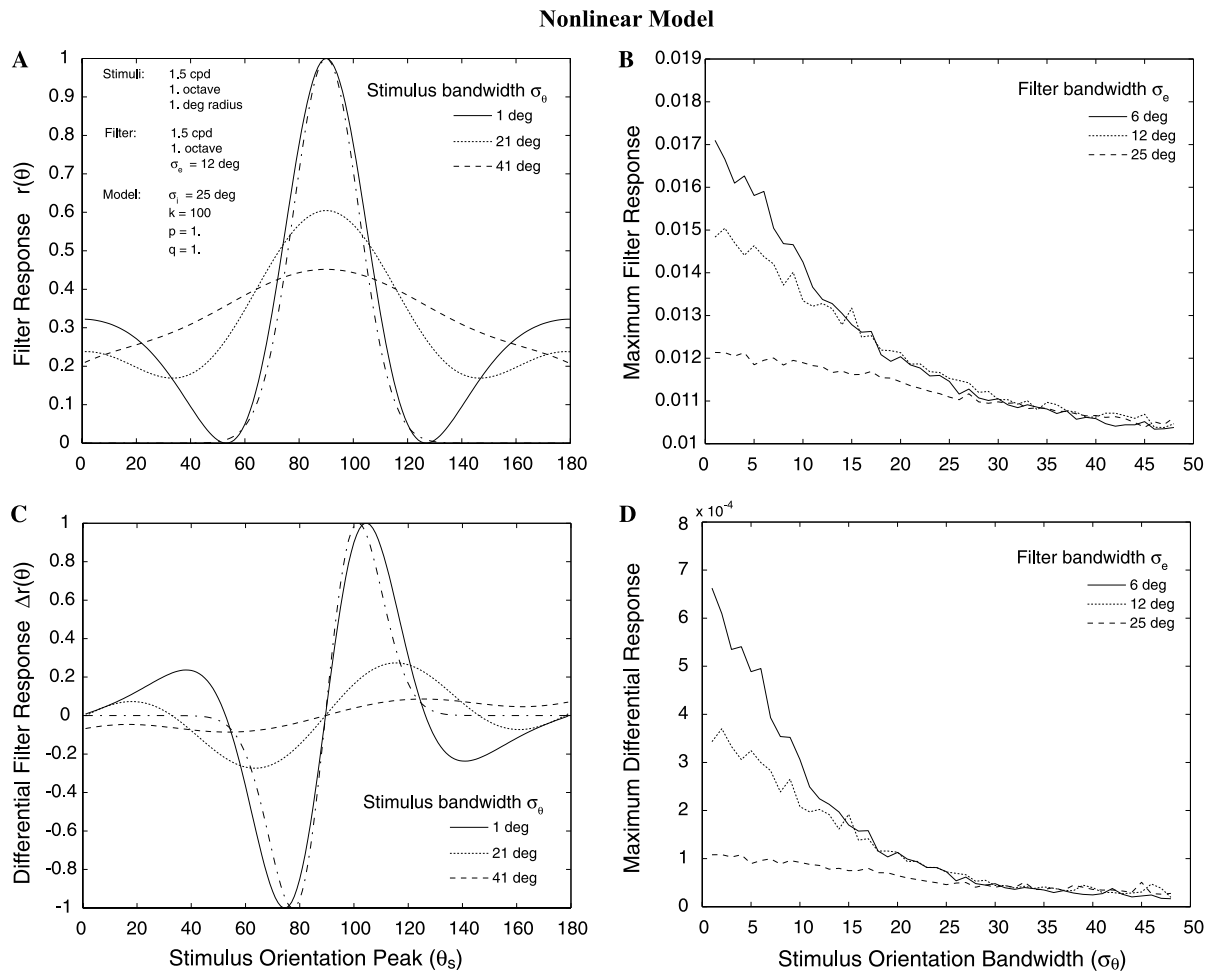 Nonlinear Model
A
Stimuli: 1.5 cpd
1. octave
1. deg radius
Filter: 1.5 cpd
1. octave
σe = 12 deg
Model: σi = 25 deg
k = 100
p = 1.
q = 1.
Stimulus bandwidth σθ
1 deg
21 deg
41 deg
Filter Response r(θ)
1
0.9
0.8
0.7
0.6
0.5
0.4
0.3
0.2
0.1
0
0 20 40 60 80 100 120 140 160 180
B
Filter bandwidth σe
6 deg
12 deg
25 deg
Maximum Filter Response
0.019
0.018
0.017
0.016
0.015
0.014
0.013
0.012
0.011
0.01
0 5 10 15 20 25 30 35 40 45 50
C
Differential Filter Response Δr(θ)
1
0.8
0.6
0.4
0.2
0
-0.2
-0.4
-0.6
-0.8
-1
Stimulus bandwidth σθ
1 deg
21 deg
41 deg
0 20 40 60 80 100 120 140 160 180
Stimulus Orientation Peak (θs)
D
x 10⁻⁴
Filter bandwidth σe
6 deg
12 deg
25 deg
Maximum Differential Response
8
7
6
5
4
3
2
1
0
0 5 10 15 20 25 30 35 40 45 50
Stimulus Orientation Bandwidth (σθ)